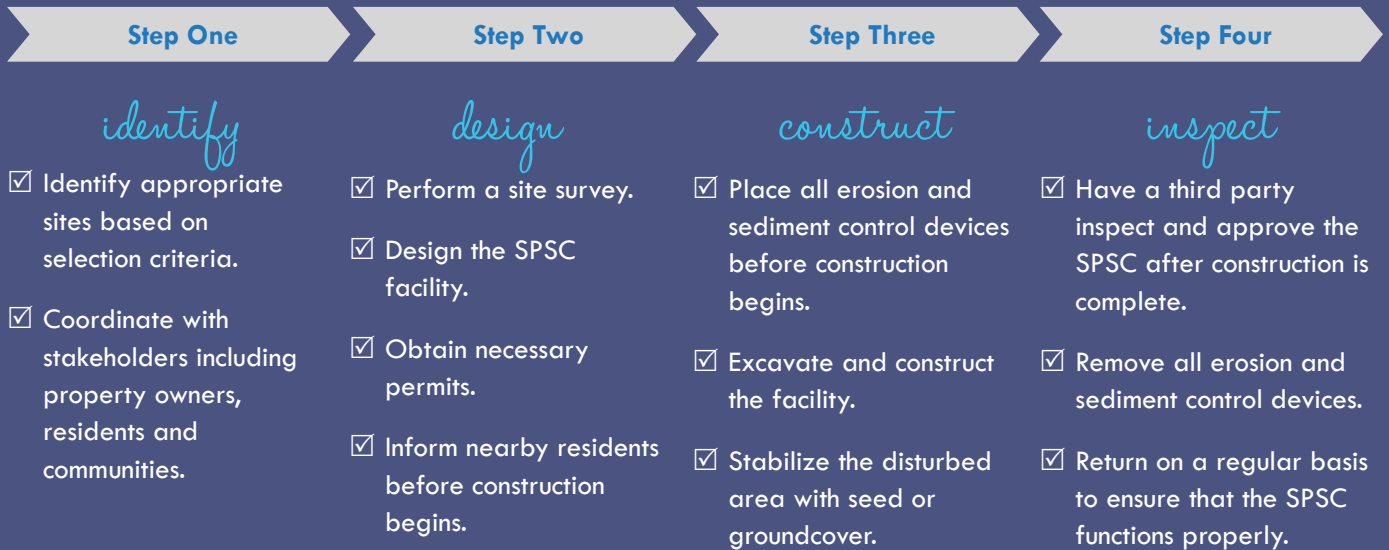 Step One
Step Two
Step Three
Step Four
identify
☑ Identify appropriate
sites based on
selection criteria.
☑ Coordinate with
stakeholders including
property owners,
residents and
communities.
design
☑ Perform a site survey.
☑ Design the SPSC
facility.
☑ Obtain necessary
permits.
☑ Inform nearby residents
before construction
begins.
construct
☑ Place all erosion and
sediment control devices
before construction
begins.
☑ Excavate and construct
the facility.
☑ Stabilize the disturbed
area with seed or
groundcover.
inspect
☑ Have a third party
inspect and approve the
SPSC after construction is
complete.
☑ Remove all erosion and
sediment control devices.
☑ Return on a regular basis
to ensure that the SPSC
functions properly.